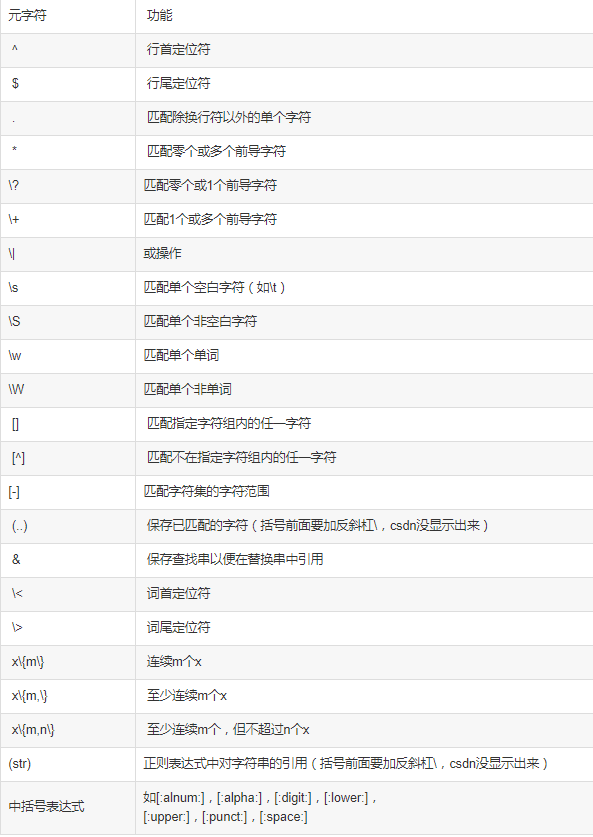 元字符 功能
^ 行首定位符
$ 行尾定位符
. 匹配除换行符以外的单个字符
* 匹配零个或多个前导字符
\? 匹配零个或1个前导字符
\+ 匹配1个或多个前导字符
\| 或操作
\s 匹配单个空白字符（如\t）
\S 匹配单个非空白字符
\w 匹配单个单词
\W 匹配单个非单词
[] 匹配指定字符组内的任一字符
[^] 匹配不在指定字符组内的任一字符
[-] 匹配字符集的字符范围
(..) 保存已匹配的字符（括号前面要加反斜杠\，csdn没显示出来）
& 保存查找串以便在替换串中引用
\< 词首定位符
\> 词尾定位符
x\{m\} 连续m个x
x\{m,\} 至少连续m个x
x\{m,n\} 至少连续m个，但不超过n个x
(str) 正则表达式中对字符串的引用（括号前面要加反斜杠\，csdn没显示出来）
中括号表达式 如[:alnum:]，[:alpha:]，[:digit:]，[:lower:]，
[:upper:]，[:punct:]，[:space:]